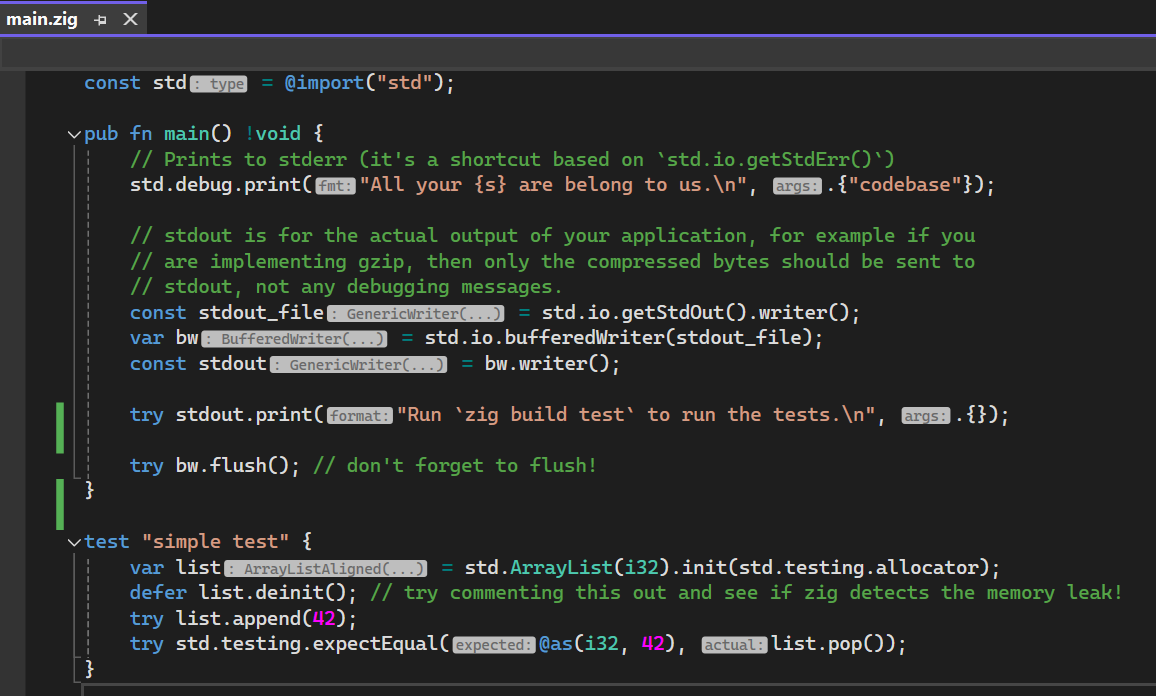 main.zig
const std: type = @import("std");
pub fn main() !void {
// Prints to stderr (it's a shortcut based on `std.io.getStdErr()`)
std.debug.print(fmt:"All your {s} are belong to us.\n", args:.{"codebase"});
// stdout is for the actual output of your application, for example if you
// are implementing gzip, then only the compressed bytes should be sent to
// stdout, not any debugging messages.
const stdout_file: GenericWriter(...) = std.io.getStdOut().writer();
var bw: BufferedWriter(...) = std.io.bufferedWriter(stdout_file);
const stdout: GenericWriter(...) = bw.writer();
try stdout.print(format:"Run `zig build test` to run the tests.\n", args:.{});
try bw.flush(); // don't forget to flush!
}
test "simple test" {
var list: ArrayListAligned(...) = std.ArrayList(i32).init(std.testing.allocator);
defer list.deinit(); // try commenting this out and see if zig detects the memory leak!
try list.append(42);
try std.testing.expectEqual(expected:@as(i32, 42), actual:list.pop());
}